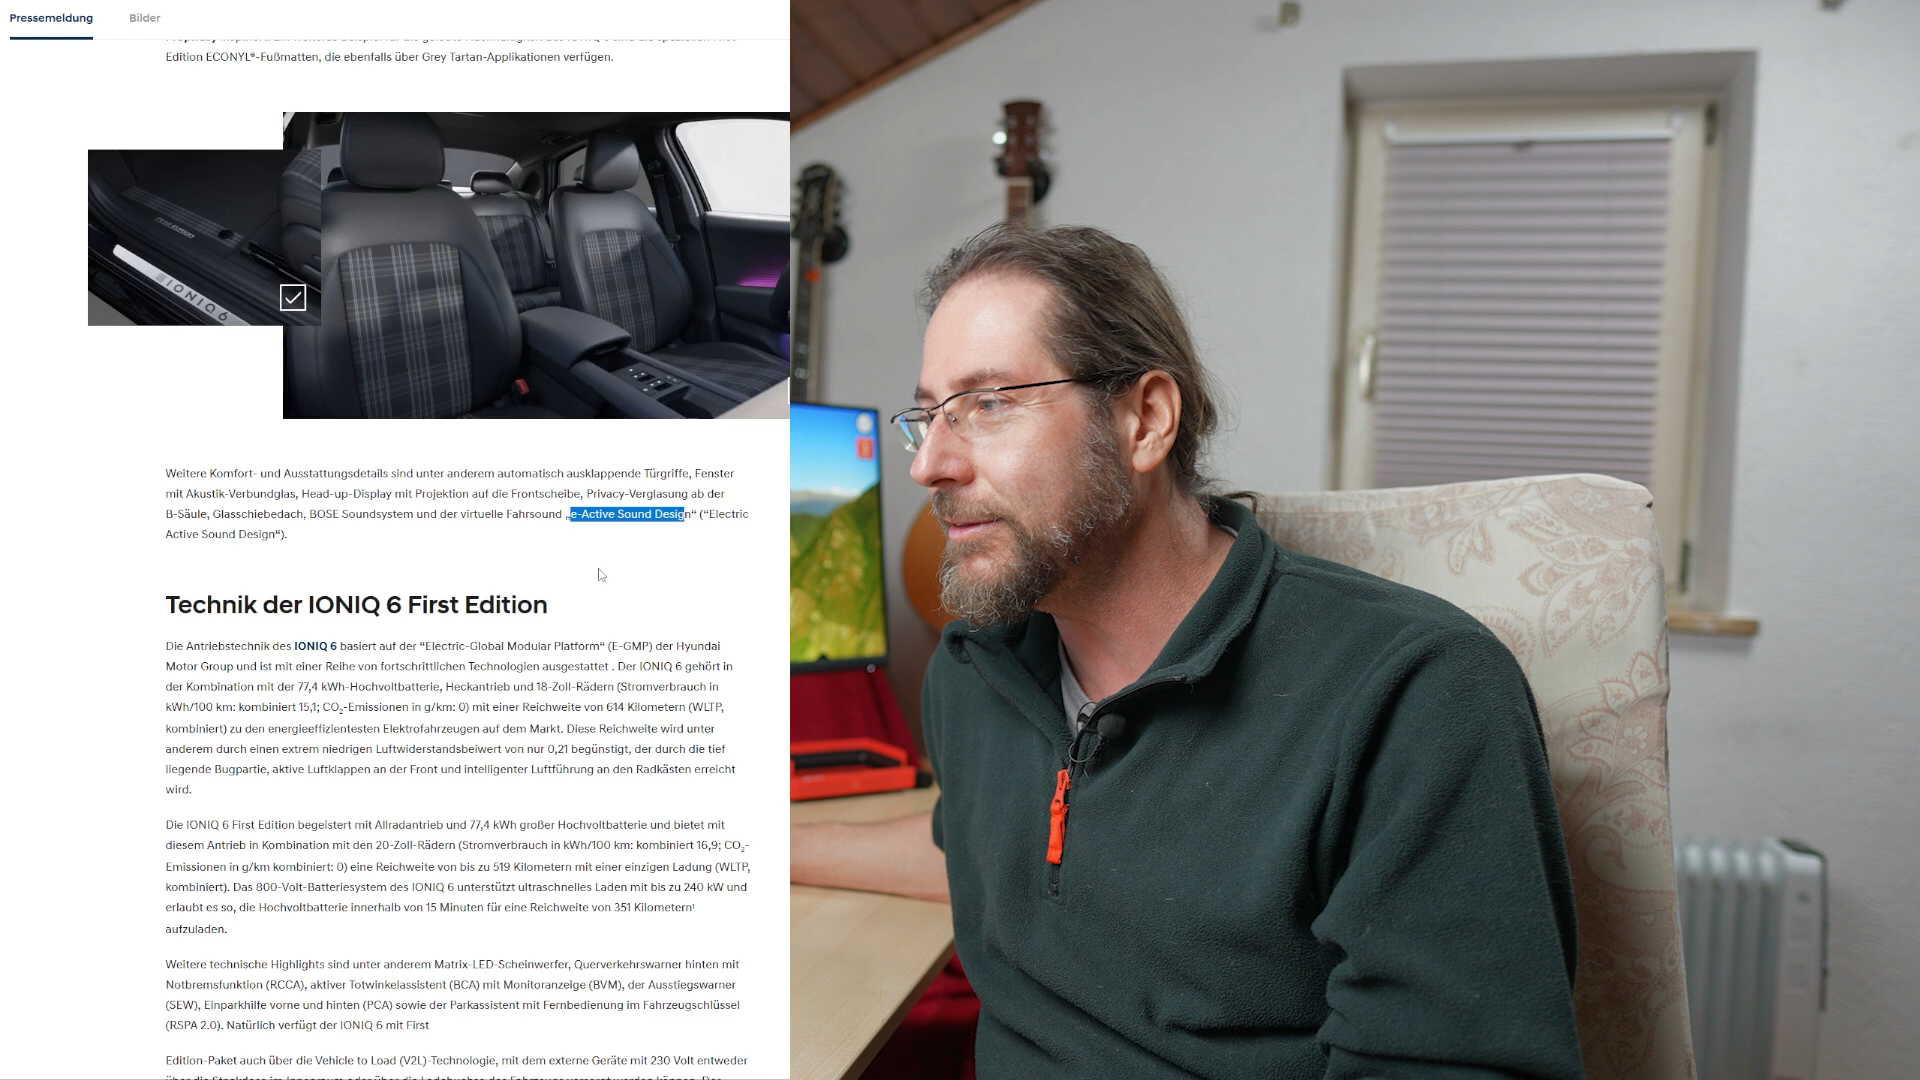 Pressemeldung Bilder
Edition ECONYL®-Fußmatten, die ebenfalls über Grey Tartan-Applikationen verfügen.
FIRST EDITION
IONIQ 6
Weitere Komfort- und Ausstattungsdetails sind unter anderem automatisch ausklappende Türgriffe, Fenster
mit Akustik-Verbundglas, Head-up-Display mit Projektion auf die Frontscheibe, Privacy-Verglasung ab der
B-Säule, Glasschiebedach, BOSE Soundsystem und der virtuelle Fahrsound „e-Active Sound Design“ (“Electric
Active Sound Design“).
Technik der IONIQ 6 First Edition
Die Antriebstechnik des IONIQ 6 basiert auf der “Electric-Global Modular Platform“ (E-GMP) der Hyundai
Motor Group und ist mit einer Reihe von fortschrittlichen Technologien ausgestattet . Der IONIQ 6 gehört in
der Kombination mit der 77,4 kWh-Hochvoltbatterie, Heckantrieb und 18-Zoll-Rädern (Stromverbrauch in
kWh/100 km: kombiniert 15,1; CO₂-Emissionen in g/km: 0) mit einer Reichweite von 614 Kilometern (WLTP,
kombiniert) zu den energieeffizientesten Elektrofahrzeugen auf dem Markt. Diese Reichweite wird unter
anderem durch einen extrem niedrigen Luftwiderstandsbeiwert von nur 0,21 begünstigt, der durch die tief
liegende Bugpartie, aktive Luftklappen an der Front und intelligenter Luftführung an den Radkästen erreicht
wird.
Die IONIQ 6 First Edition begeistert mit Allradantrieb und 77,4 kWh großer Hochvoltbatterie und bietet mit
diesem Antrieb in Kombination mit den 20-Zoll-Rädern (Stromverbrauch in kWh/100 km: kombiniert 16,9; CO₂-
Emissionen in g/km kombiniert: 0) eine Reichweite von bis zu 519 Kilometern mit einer einzigen Ladung (WLTP,
kombiniert). Das 800-Volt-Batteriesystem des IONIQ 6 unterstützt ultraschnelles Laden mit bis zu 240 kW und
erlaubt es so, die Hochvoltbatterie innerhalb von 15 Minuten für eine Reichweite von 351 Kilometern¹
aufzuladen.
Weitere technische Highlights sind unter anderem Matrix-LED-Scheinwerfer, Querverkehrswarner hinten mit
Notbremsfunktion (RCCA), aktiver Totwinkelassistent (BCA) mit Monitoranzeige (BVM), der Ausstiegswarner
(SEW), Einparkhilfe vorne und hinten (PCA) sowie der Parkassistent mit Fernbedienung im Fahrzeugschlüssel
(RSPA 2.0). Natürlich verfügt der IONIQ 6 mit First
Edition-Paket auch über die Vehicle to Load (V2L)-Technologie, mit dem externe Geräte mit 230 Volt entweder